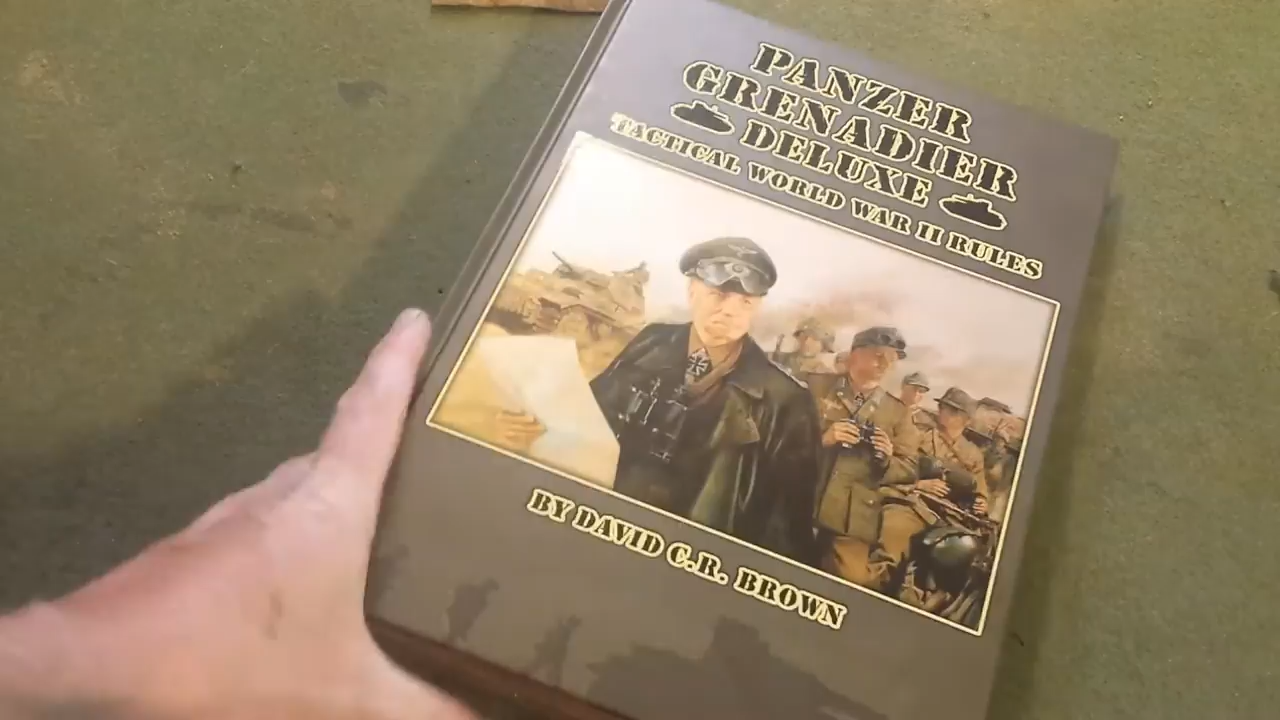 PANZER
GRENADIER
DELUXE
TACTICAL WORLD WAR II RULES
BY DAVID C.R. BROWN